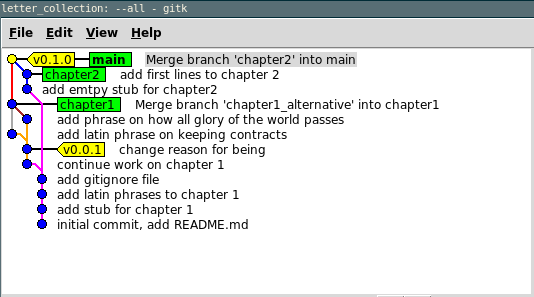 letter_collection: --all - gitk
File Edit View Help
v0.1.0 main Merge branch 'chapter2' into main
chapter2 add first lines to chapter 2
add emtpy stub for chapter2
chapter1 Merge branch 'chapter1_alternative' into chapter1
add phrase on how all glory of the world passes
add latin phrase on keeping contracts
v0.0.1 change reason for being
continue work on chapter 1
add gitignore file
add latin phrases to chapter 1
add stub for chapter 1
initial commit, add README.md